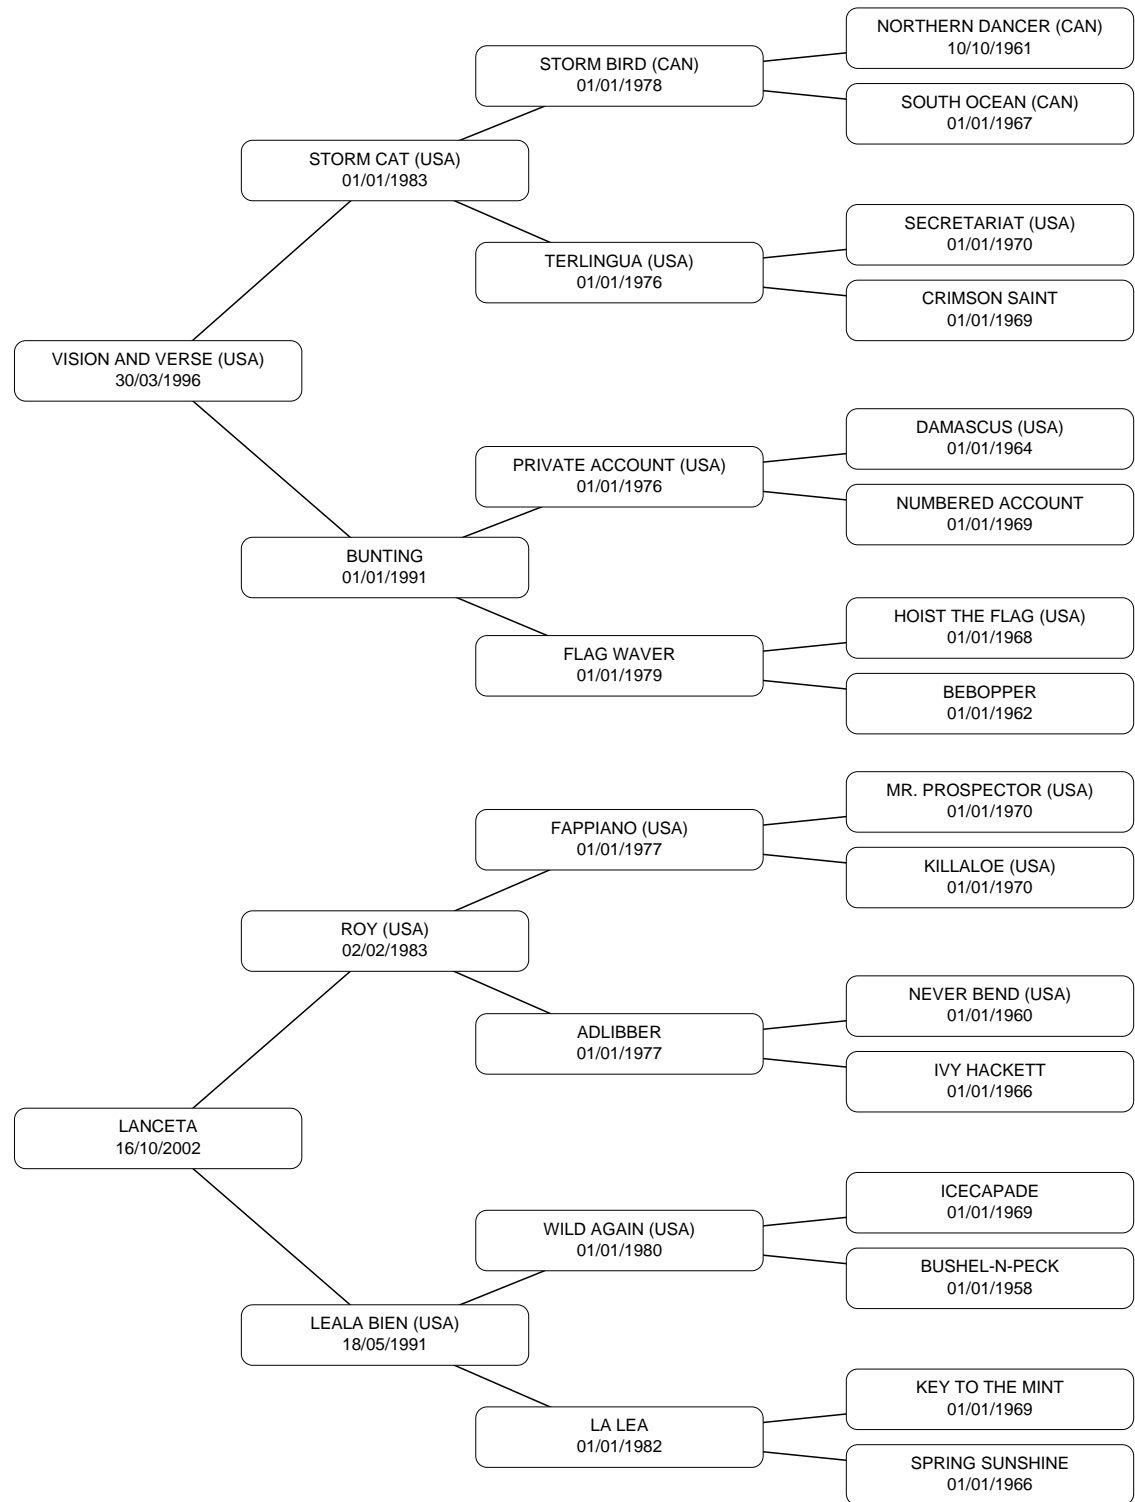 NORTHERN DANCER (CAN)
10/10/1961
STORM BIRD (CAN)
01/01/1978
SOUTH OCEAN (CAN)
01/01/1967
STORM CAT (USA)
01/01/1983
SECRETARIAT (USA)
01/01/1970
TERLINGUA (USA)
01/01/1976
CRIMSON SAINT
01/01/1969
VISION AND VERSE (USA)
30/03/1996
DAMASCUS (USA)
01/01/1964
PRIVATE ACCOUNT (USA)
01/01/1976
NUMBERED ACCOUNT
01/01/1969
BUNTING
01/01/1991
HOIST THE FLAG (USA)
01/01/1968
FLAG WAVER
01/01/1979
BEBOPPER
01/01/1962
MR. PROSPECTOR (USA)
01/01/1970
FAPPIANO (USA)
01/01/1977
KILLALOE (USA)
01/01/1970
ROY (USA)
02/02/1983
NEVER BEND (USA)
01/01/1960
ADLIBBER
01/01/1977
IVY HACKETT
01/01/1966
LANCETA
16/10/2002
ICECAPADE
01/01/1969
WILD AGAIN (USA)
01/01/1980
BUSHEL-N-PECK
01/01/1958
LEALA BIEN (USA)
18/05/1991
KEY TO THE MINT
01/01/1969
LA LEA
01/01/1982
SPRING SUNSHINE
01/01/1966